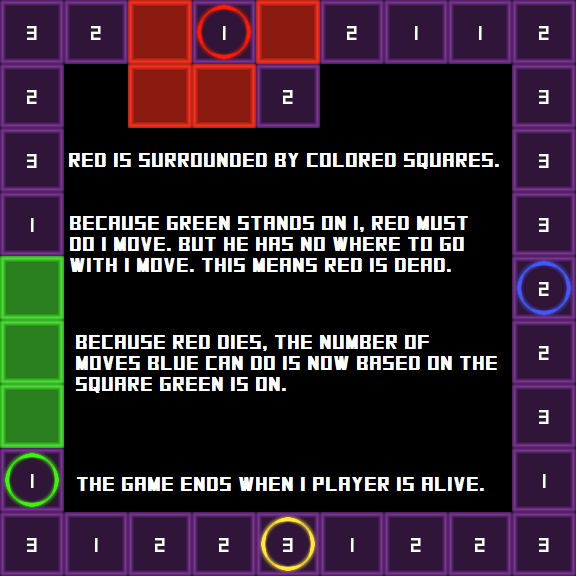 3 2 1 2 1 1 2
2 2 3
3 RED IS SURROUNDED BY COLORED SQUARES. 3
1 BECAUSE GREEN STANDS ON 1, RED MUST 3
DO 1 MOVE. BUT HE HAS NO WHERE TO GO
WITH 1 MOVE. THIS MEANS RED IS DEAD.
2
BECAUSE RED DIES, THE NUMBER OF 2
MOVES BLUE CAN DO IS NOW BASED ON THE
SQUARE GREEN IS ON.
3
1 THE GAME ENDS WHEN 1 PLAYER IS ALIVE. 1
3 1 2 2 3 1 2 2 3